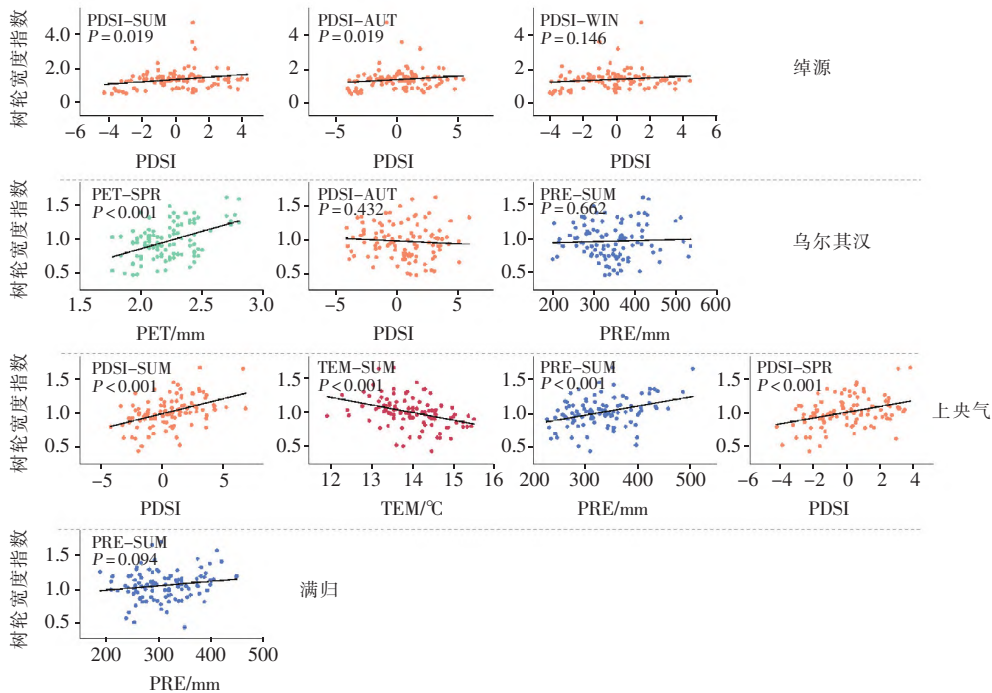 树轮宽度指数
PDSI-SUM
P=0.019
4.0
2.0
0
−6 −4 −2 0 2 4
PDSI
PDSI-AUT
P=0.019
4
2
0
−5 0 5
PDSI
PDSI-WIN
P=0.146
4
2
0
−4 −2 0 2 4 6
PDSI
绰源
树轮宽度指数
PET-SPR
P<0.001
1.5
1.0
0.5
1.5 2.0 2.5 3.0
PET/mm
PDSI-AUT
P=0.432
1.5
1.0
0.5
−5 0 5
PDSI
PRE-SUM
P=0.662
1.5
1.0
0.5
200 300 400 500 600
PRE/mm
乌尔其汉
树轮宽度指数
PDSI-SUM
P<0.001
1.5
1.0
0.5
−5 0 5
PDSI
TEM-SUM
P<0.001
1.5
1.0
0.5
12 13 14 15 16
TEM/℃
PRE-SUM
P<0.001
1.5
1.0
0.5
200 300 400 500
PRE/mm
PDSI-SPR
P<0.001
1.5
1.0
0.5
−4 −2 0 2 4
PDSI
上央气
树轮宽度指数
PRE-SUM
P=0.094
1.5
1.0
0.5
200 300 400 500
PRE/mm
满归